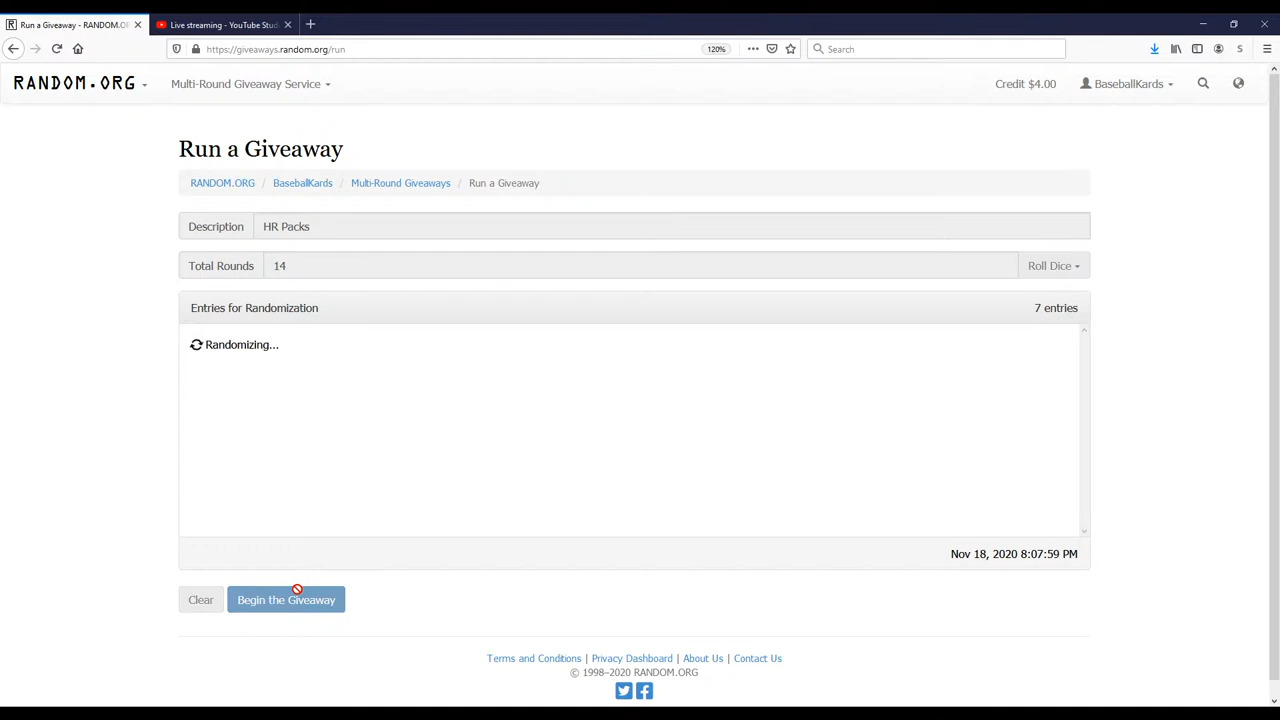 Run a Giveaway - RANDOM.OR
Live streaming - YouTube Stud
https://giveaways.random.org/run
120%
Search
S
RANDOM.ORG
Multi-Round Giveaway Service
Credit $4.00
BaseballKards
Run a Giveaway
RANDOM.ORG / BaseballKards / Multi-Round Giveaways / Run a Giveaway
Description HR Packs
Total Rounds 14 Roll Dice
Entries for Randomization 7 entries
Randomizing...
Nov 18, 2020 8:07:59 PM
Clear Begin the Giveaway
Terms and Conditions | Privacy Dashboard | About Us | Contact Us
© 1998–2020 RANDOM.ORG